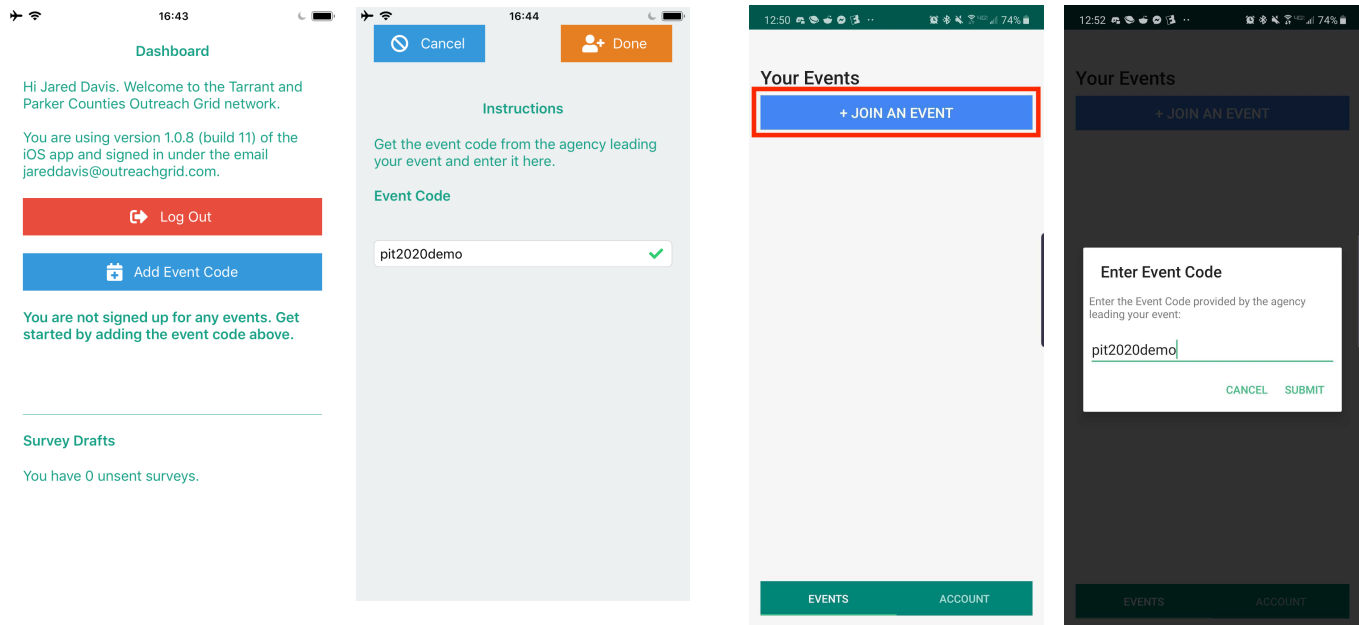 16:43
Dashboard
Hi Jared Davis. Welcome to the Tarrant and
Parker Counties Outreach Grid network.
You are using version 1.0.8 (build 11) of the
iOS app and signed in under the email
jareddavis@outreachgrid.com.
Log Out
Add Event Code
You are not signed up for any events. Get
started by adding the event code above.
Survey Drafts
You have 0 unsent surveys.
16:44
Cancel
Done
Instructions
Get the event code from the agency leading
your event and enter it here.
Event Code
pit2020demo
12:50
74%
Your Events
+ JOIN AN EVENT
EVENTS
ACCOUNT
12:52
74%
Your Events
+ JOIN AN EVENT
Enter Event Code
Enter the Event Code provided by the agency
leading your event:
pit2020demo
CANCEL
SUBMIT
EVENTS
ACCOUNT